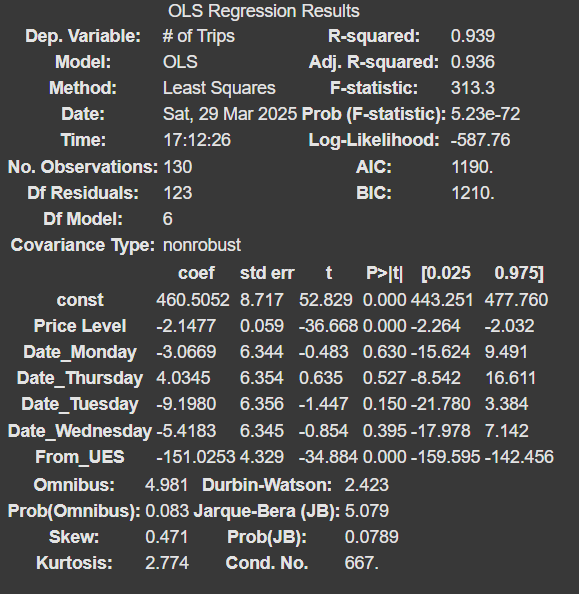 OLS Regression Results
Dep. Variable: # of Trips R-squared: 0.939
Model: OLS Adj. R-squared: 0.936
Method: Least Squares F-statistic: 313.3
Date: Sat, 29 Mar 2025 Prob (F-statistic): 5.23e-72
Time: 17:12:26 Log-Likelihood: -587.76
No. Observations: 130 AIC: 1190.
Df Residuals: 123 BIC: 1210.
Df Model: 6
Covariance Type: nonrobust
coef std err t P>|t| [0.025 0.975]
const 460.5052 8.717 52.829 0.000 443.251 477.760
Price Level -2.1477 0.059 -36.668 0.000 -2.264 -2.032
Date_Monday -3.0669 6.344 -0.483 0.630 -15.624 9.491
Date_Thursday 4.0345 6.354 0.635 0.527 -8.542 16.611
Date_Tuesday -9.1980 6.356 -1.447 0.150 -21.780 3.384
Date_Wednesday -5.4183 6.345 -0.854 0.395 -17.978 7.142
From_UES -151.0253 4.329 -34.884 0.000 -159.595 -142.456
Omnibus: 4.981 Durbin-Watson: 2.423
Prob(Omnibus): 0.083 Jarque-Bera (JB): 5.079
Skew: 0.471 Prob(JB): 0.0789
Kurtosis: 2.774 Cond. No. 667.